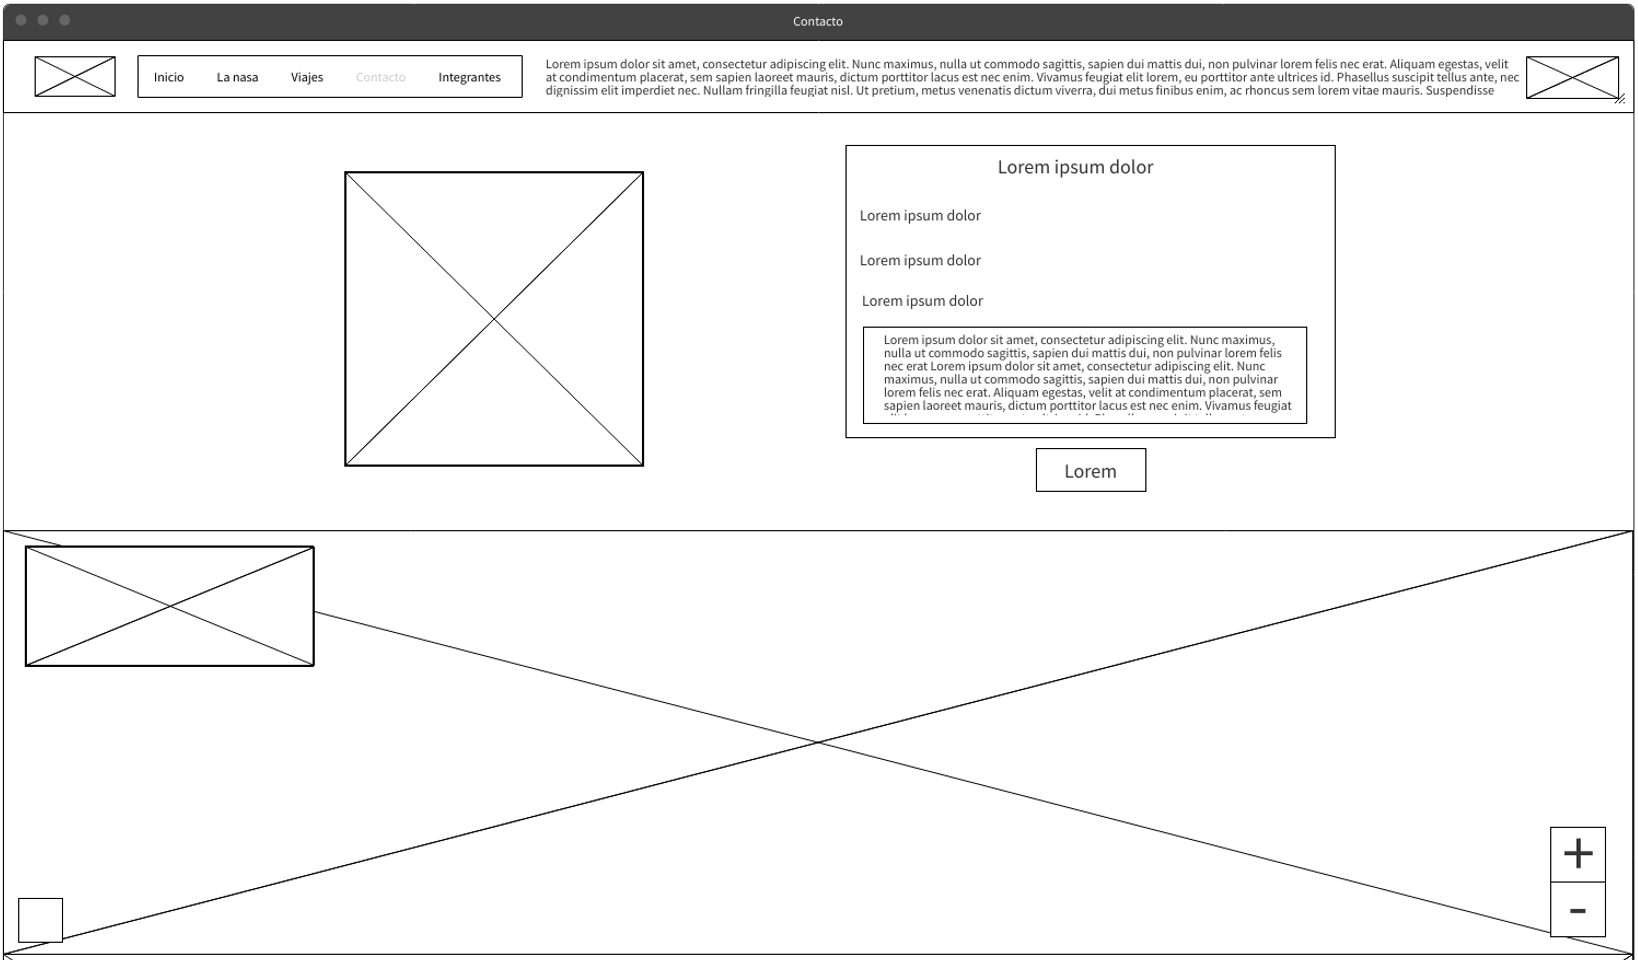 Contacto
Inicio La nasa Viajes Contacto Integrantes
Lorem ipsum dolor sit amet, consectetur adipiscing elit. Nunc maximus, nulla ut commodo sagittis, sapien dui mattis dui, non pulvinar lorem felis nec erat. Aliquam egestas, velit
at condimentum placerat, sem sapien laoreet mauris, dictum porttitor lacus est nec enim. Vivamus feugiat elit lorem, eu porttitor ante ultrices id. Phasellus suscipit tellus ante, nec
dignissim elit imperdiet nec. Nullam fringilla feugiat nisl. Ut pretium, metus venenatis dictum viverra, dui metus finibus enim, ac rhoncus sem lorem vitae mauris. Suspendisse
Lorem ipsum dolor
Lorem ipsum dolor
Lorem ipsum dolor
Lorem ipsum dolor
Lorem ipsum dolor sit amet, consectetur adipiscing elit. Nunc maximus,
nulla ut commodo sagittis, sapien dui mattis dui, non pulvinar lorem felis
nec erat Lorem ipsum dolor sit amet, consectetur adipiscing elit. Nunc
maximus, nulla ut commodo sagittis, sapien dui mattis dui, non pulvinar
lorem felis nec erat. Aliquam egestas, velit at condimentum placerat, sem
sapien laoreet mauris, dictum porttitor lacus est nec enim. Vivamus feugiat
Lorem
+
-